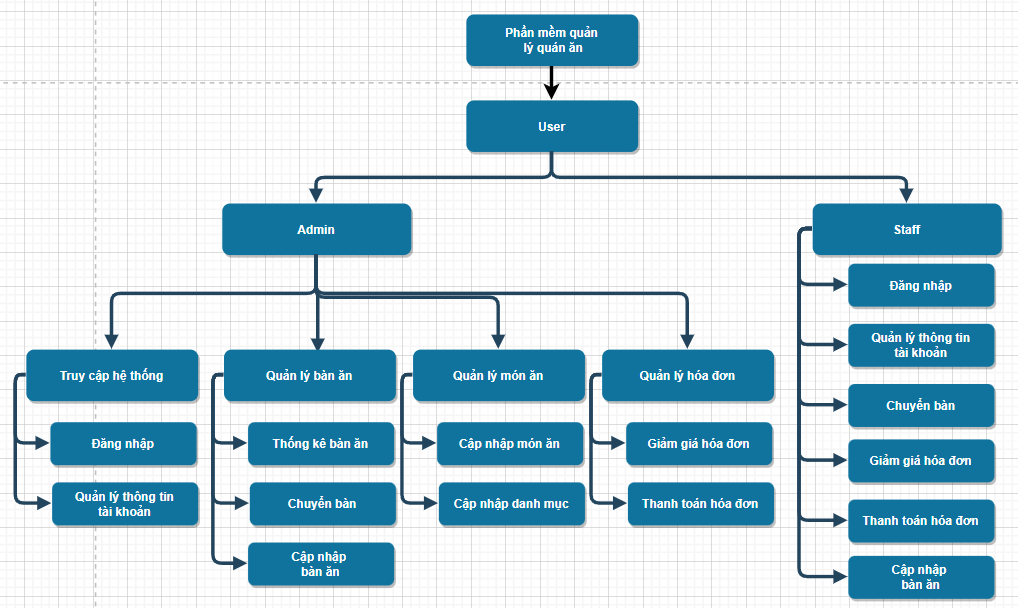 Phần mềm quản
lý quán ăn
User
Admin
Staff
Truy cập hệ thống
Đăng nhập
Quản lý thông tin
tài khoản
Quản lý bàn ăn
Thống kê bàn ăn
Chuyển bàn
Cập nhập
bàn ăn
Quản lý món ăn
Cập nhập món ăn
Cập nhập danh mục
Quản lý hóa đơn
Giảm giá hóa đơn
Thanh toán hóa đơn
Đăng nhập
Quản lý thông tin
tài khoản
Chuyển bàn
Giảm giá hóa đơn
Thanh toán hóa đơn
Cập nhập
bàn ăn